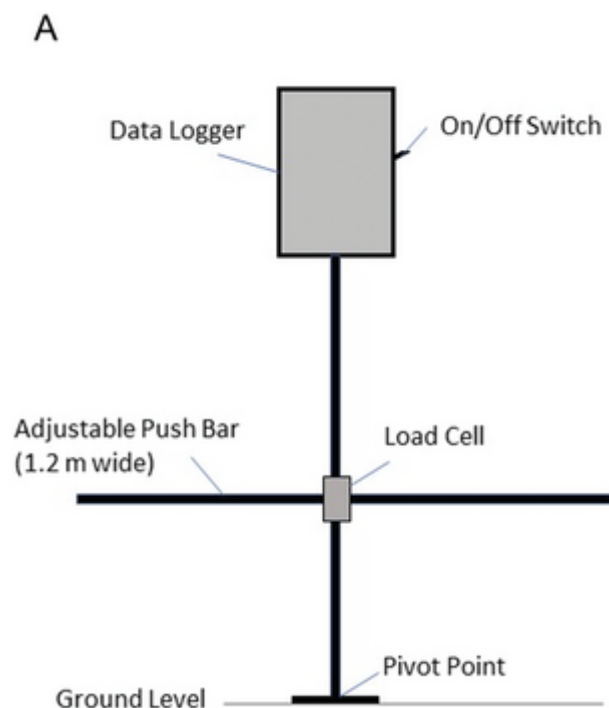 A
Data Logger
On/Off Switch
Adjustable Push Bar
(1.2 m wide)
Load Cell
Pivot Point
Ground Level